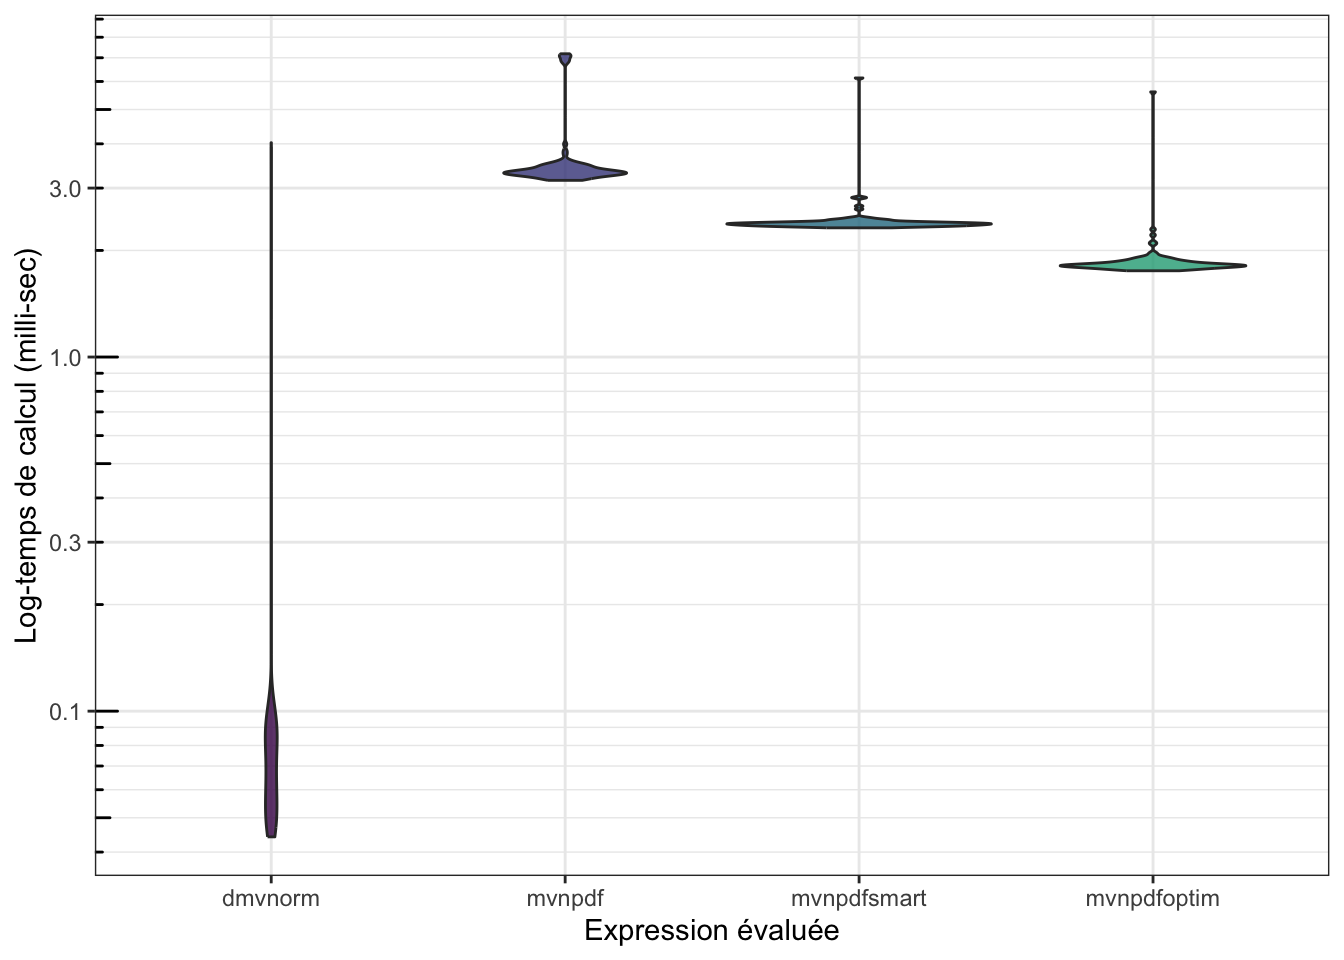 Log-temps de calcul (milli-sec)
3.0
1.0
0.3
0.1
dmvnorm
mvnpdf
mvnpdfsmart
mvnpdfoptim
Expression évaluée